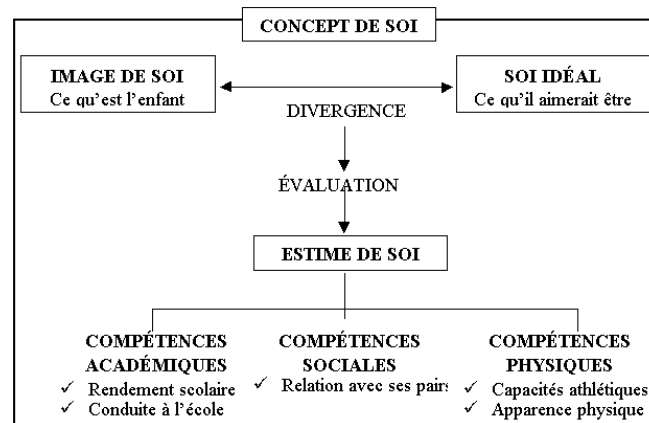 CONCEPT DE SOI
IMAGE DE SOI
Ce qu'est l'enfant
SOI IDÉAL
Ce qu'il aimerait être
DIVERGENCE
ÉVALUATION
ESTIME DE SOI
COMPÉTENCES
ACADÉMIQUES
✓ Rendement scolaire
✓ Conduite à l'école
COMPÉTENCES
SOCIALES
✓ Relation avec ses pairs
COMPÉTENCES
PHYSIQUES
✓ Capacités athlétiques
✓ Apparence physique